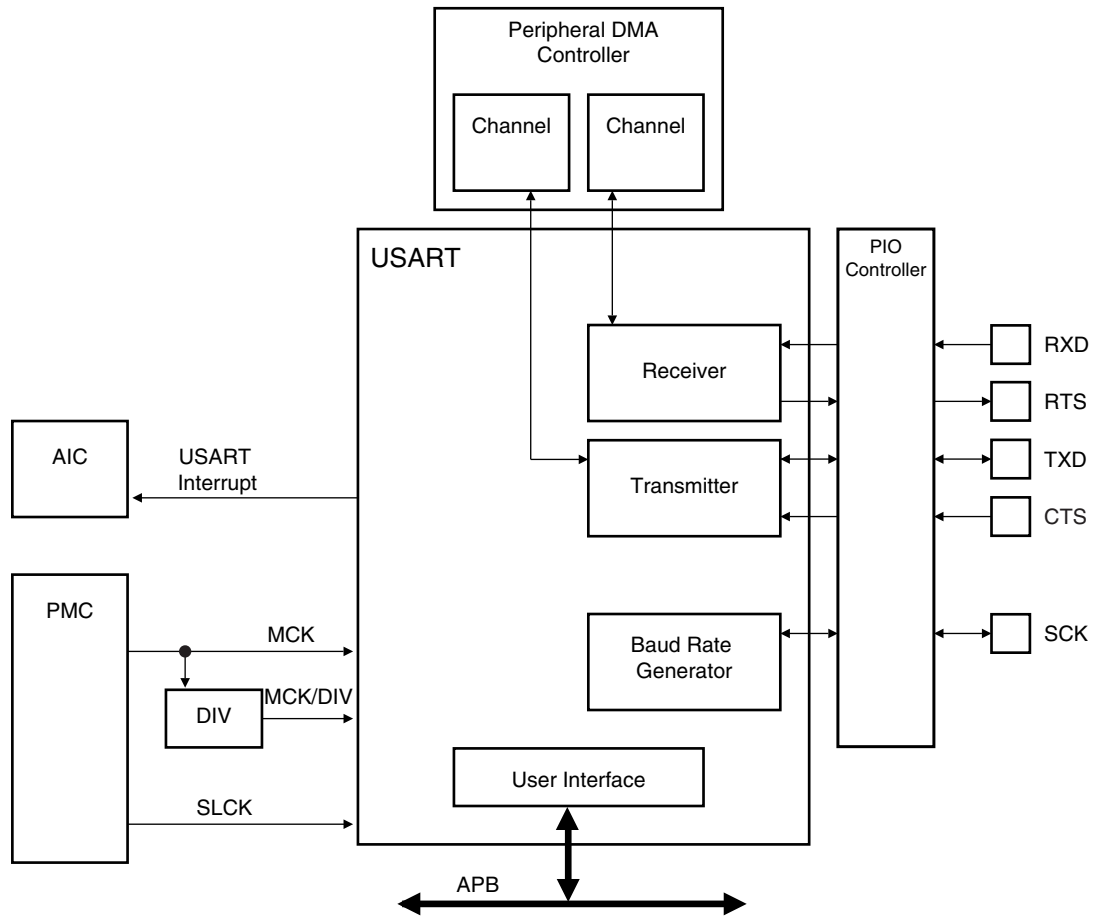 Peripheral DMA
Controller
Channel
Channel
USART
PIO
Controller
Receiver
RXD
RTS
AIC
USART
Interrupt
Transmitter
TXD
CTS
PMC
MCK
Baud Rate
Generator
SCK
DIV
MCK/DIV
User Interface
SLCK
APB